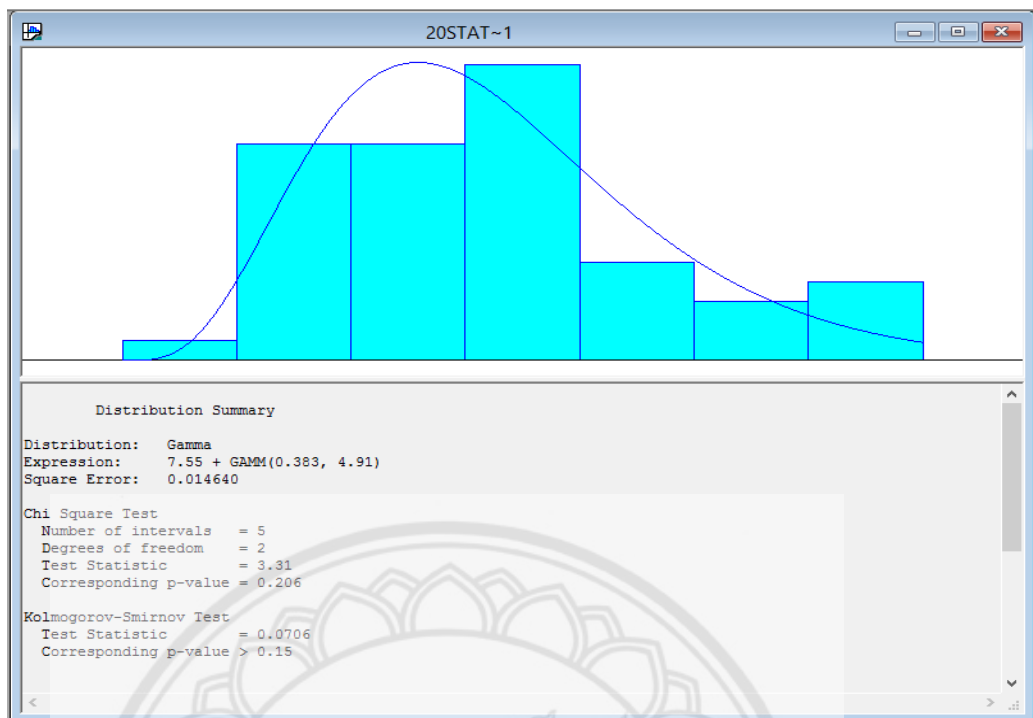 20STAT~1
Distribution Summary
Distribution: Gamma
Expression: 7.55 + GAMM(0.383, 4.91)
Square Error: 0.014640
Chi Square Test
Number of intervals = 5
Degrees of freedom = 2
Test Statistic = 3.31
Corresponding p-value = 0.206
Kolmogorov-Smirnov Test
Test Statistic = 0.0706
Corresponding p-value > 0.15